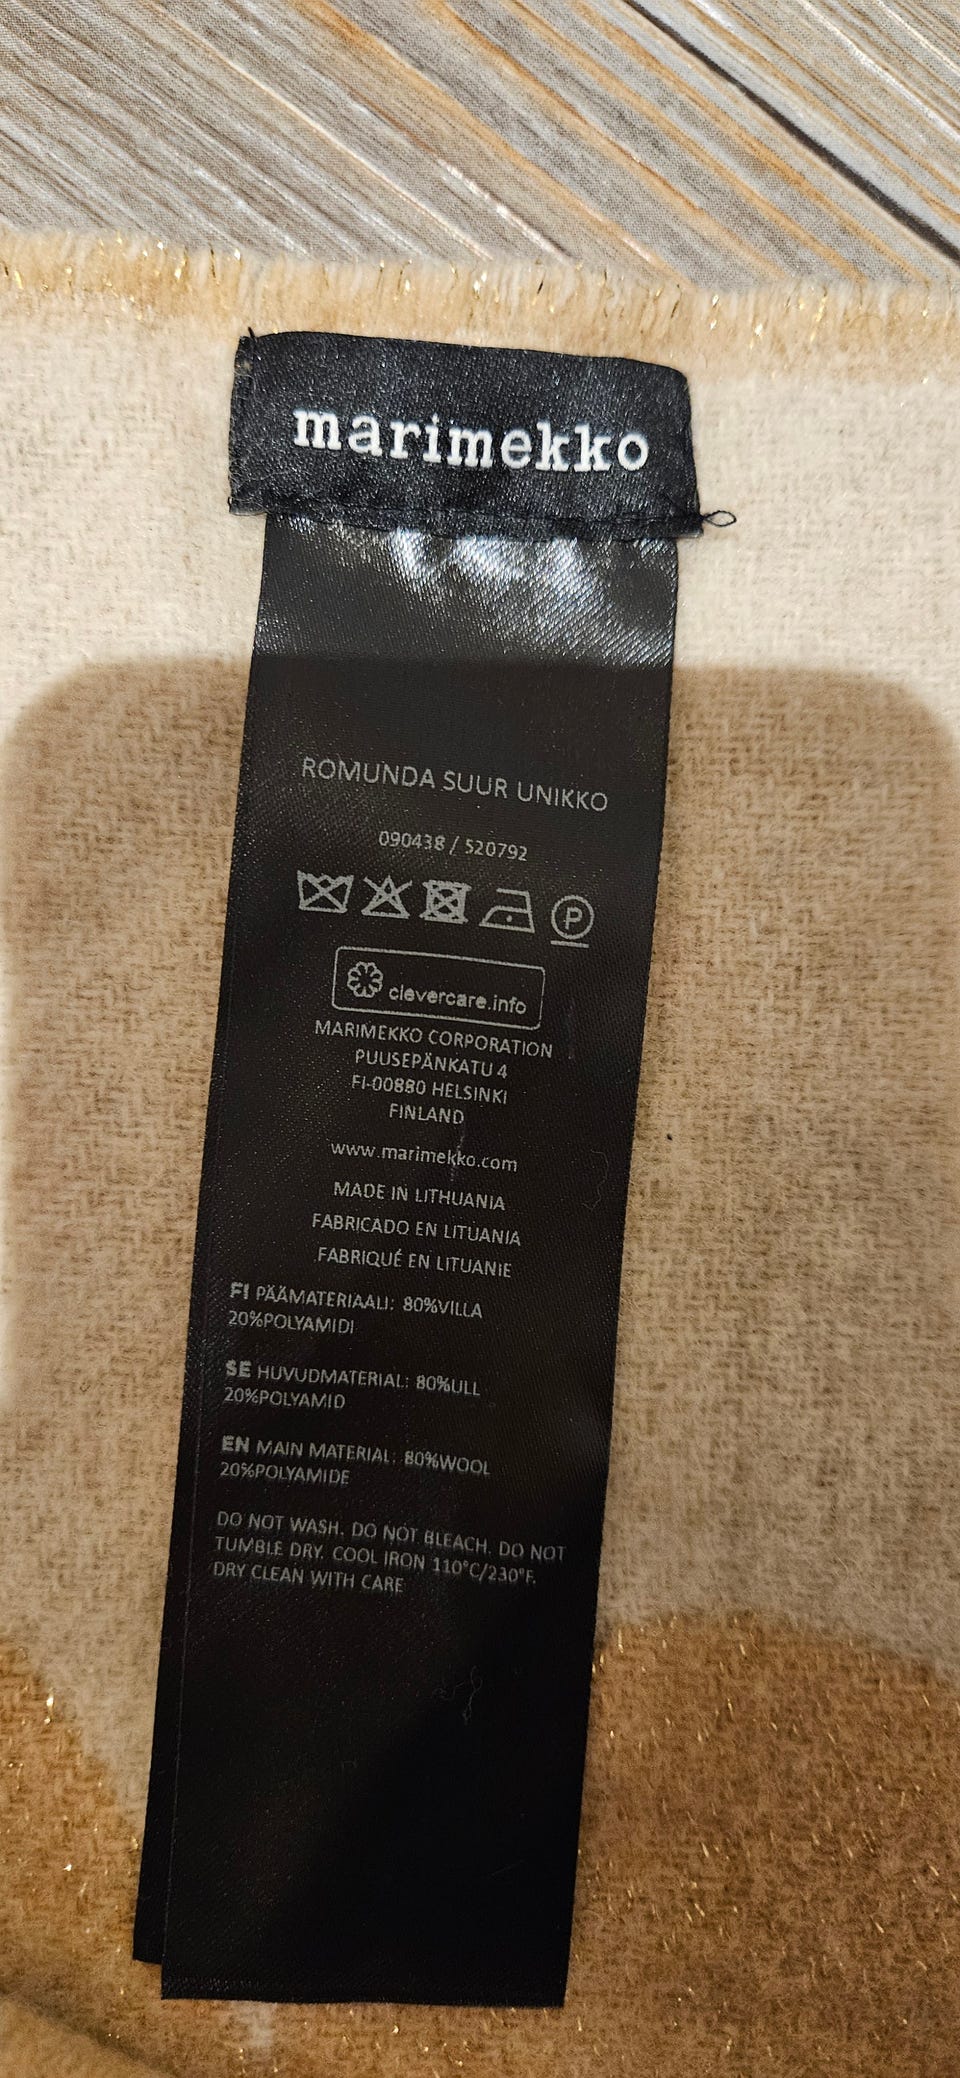 marimekko
ROMUNDA SUUR UNIKKO
090438 / 520792
P
clevercare.info
MARIMEKKO CORPORATION
PUUSEPÄNKATU 4
FI-00880 HELSINKI
FINLAND
www.marimekko.com
MADE IN LITHUANIA
FABRICADO EN LITUANIA
FABRIQUÉ EN LITUANIE
FI PÄÄMATERIAALI: 80%VILLA
20%POLYAMIDI
SE HUVUDMATERIAL: 80%ULL
20%POLYAMID
EN MAIN MATERIAL: 80%WOOL
20%POLYAMIDE
DO NOT WASH. DO NOT BLEACH. DO NOT
TUMBLE DRY. COOL IRON 110°C/230°F.
DRY CLEAN WITH CARE